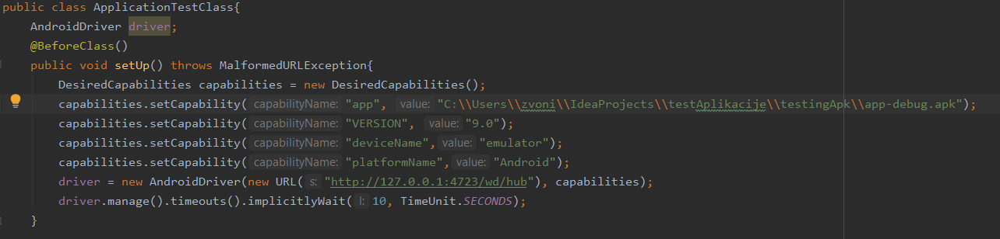 public class ApplicationTestClass{
AndroidDriver driver;
@BeforeClass()
public void setUp() throws MalformedURLException{
DesiredCapabilities capabilities = new DesiredCapabilities();
capabilities.setCapability( capabilityName: "app", value: "C:\\Users\\zvoni\\IdeaProjects\\testAplikacije\\testingApk\\app-debug.apk");
capabilities.setCapability( capabilityName: "VERSION", value: "9.0");
capabilities.setCapability( capabilityName: "deviceName", value: "emulator");
capabilities.setCapability( capabilityName: "platformName", value: "Android");
driver = new AndroidDriver(new URL( s: "http://127.0.0.1:4723/wd/hub"), capabilities);
driver.manage().timeouts().implicitlyWait( l: 10, TimeUnit.SECONDS);
}